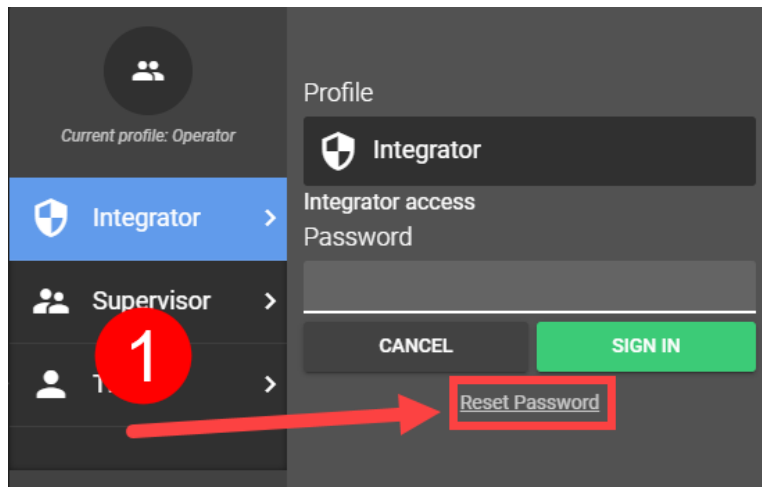 Current profile: Operator
Integrator
Supervisor
1
Profile
Integrator
Integrator access
Password
CANCEL
SIGN IN
Reset Password